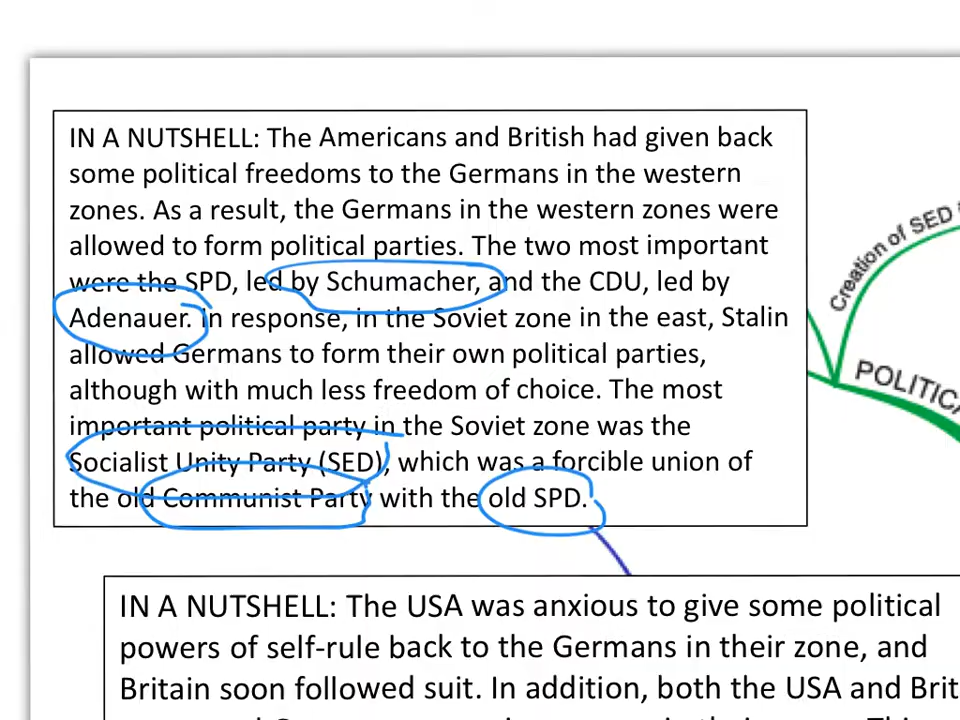 IN A NUTSHELL: The Americans and British had given back
some political freedoms to the Germans in the western
zones. As a result, the Germans in the western zones were
allowed to form political parties. The two most important
were the SPD, led by Schumacher, and the CDU, led by
Adenauer. In response, in the Soviet zone in the east, Stalin
allowed Germans to form their own political parties,
although with much less freedom of choice. The most
important political party in the Soviet zone was the
Socialist Unity Party (SED), which was a forcible union of
the old Communist Party with the old SPD.
Creation of SED
POLITICA
IN A NUTSHELL: The USA was anxious to give some political
powers of self-rule back to the Germans in their zone, and
Britain soon followed suit. In addition, both the USA and Brit